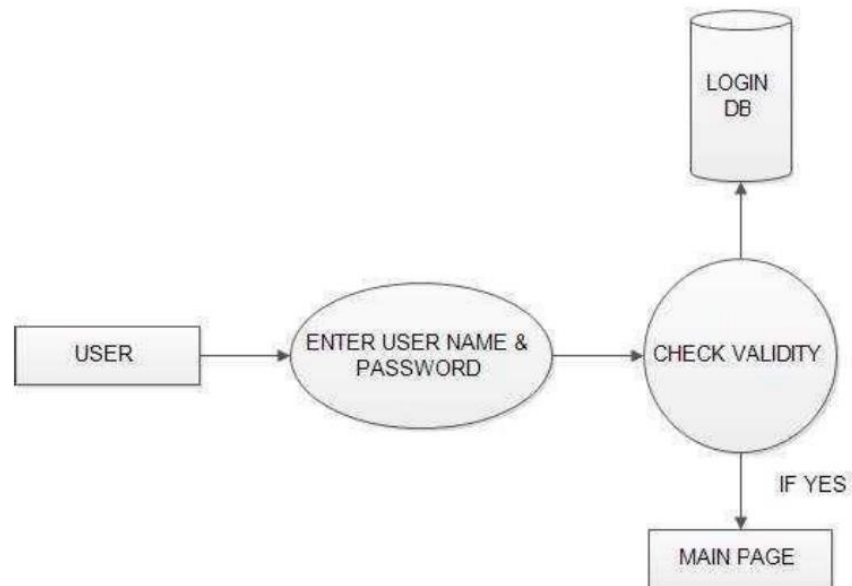 LOGIN
DB
USER
ENTER USER NAME &
PASSWORD
CHECK VALIDITY
IF YES
MAIN PAGE